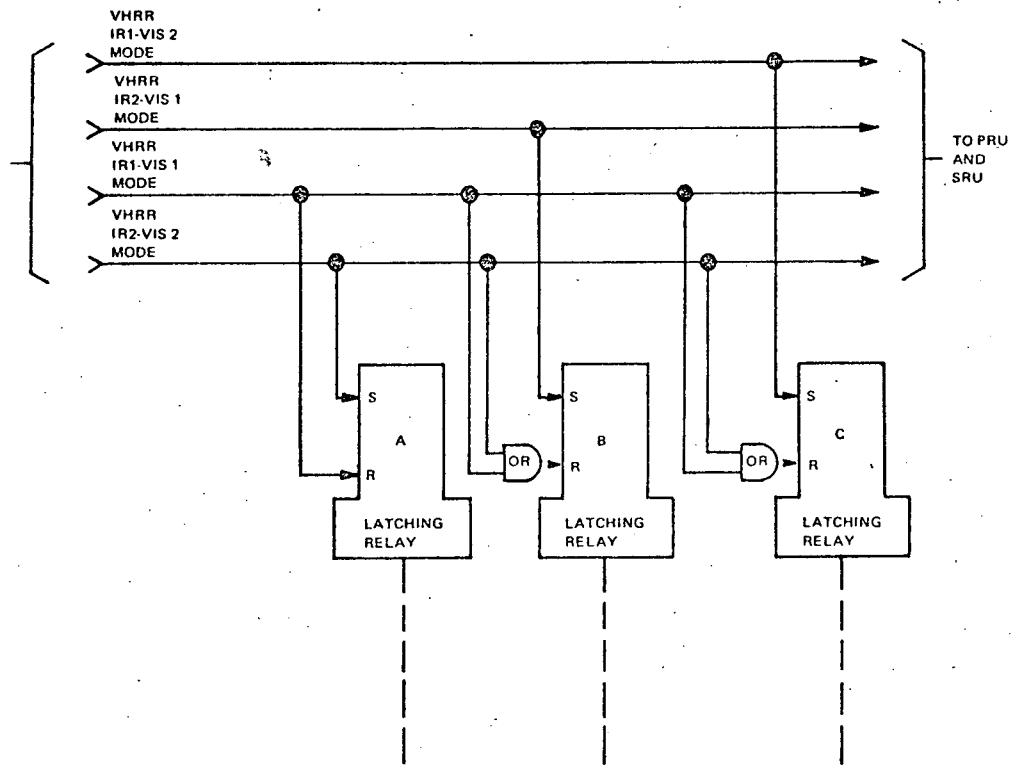 VHRR
IR1-VIS 2
MODE
VHRR
IR2-VIS 1
MODE
VHRR
IR1-VIS 1
MODE
VHRR
IR2-VIS 2
MODE
TO PRU
AND
SRU
S
A
R
LATCHING
RELAY
OR
S
B
R
LATCHING
RELAY
OR
S
C
R
LATCHING
RELAY